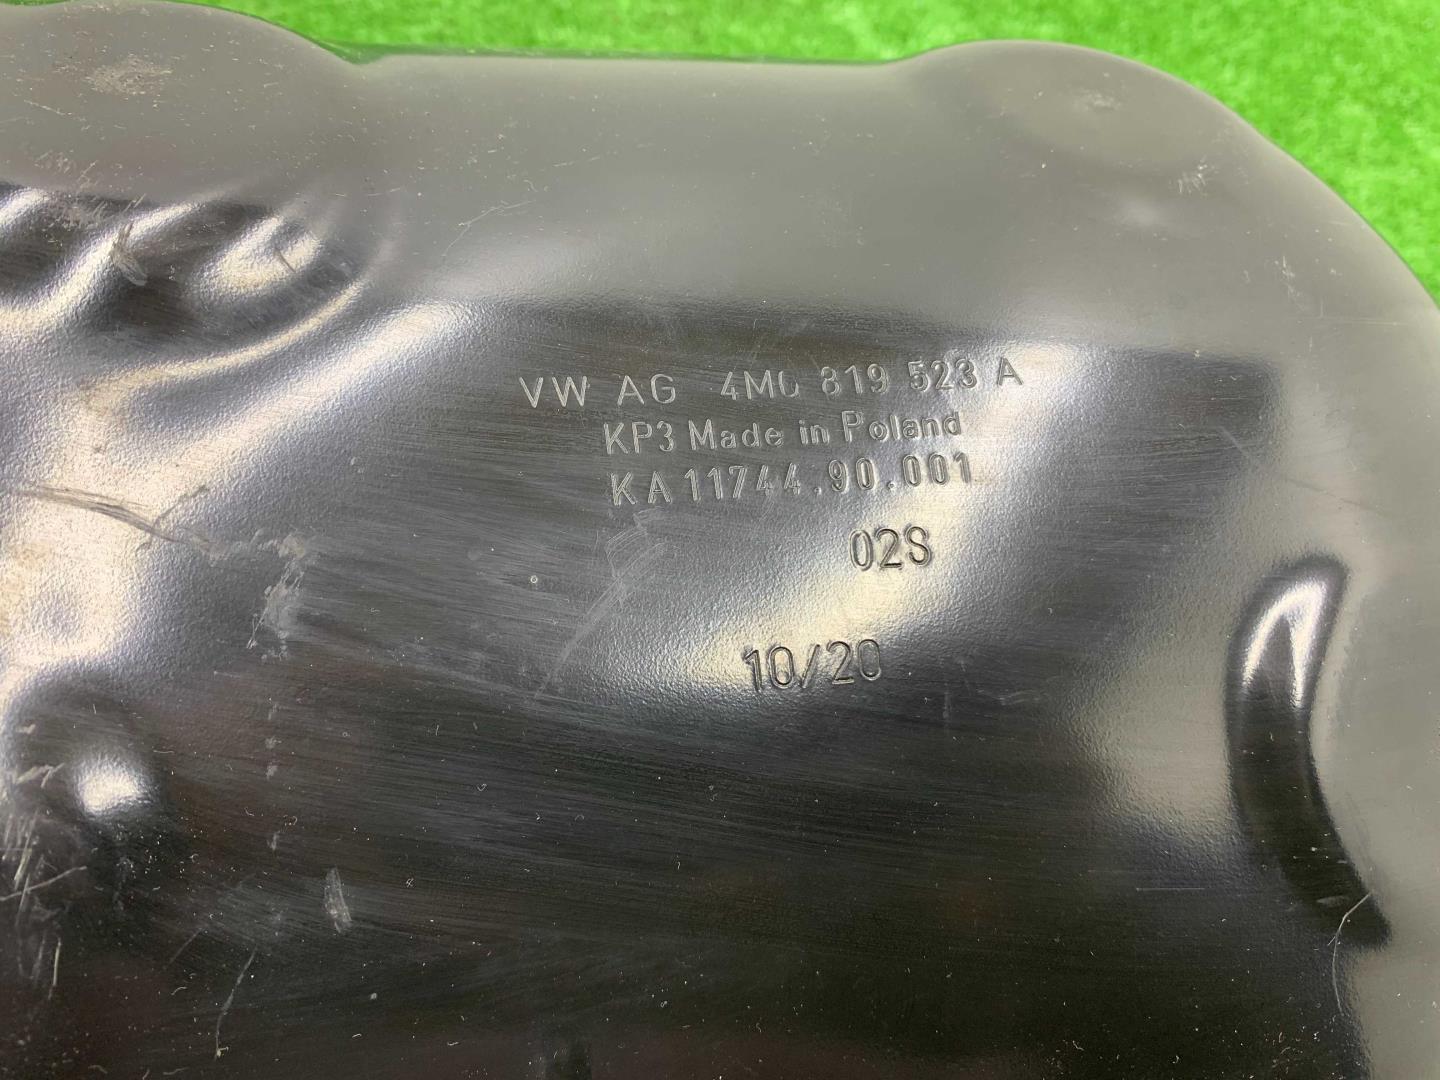 VW AG 4M0 819 523 A
KP3 Made in Poland
KA 11744.90.001
02S
10/20